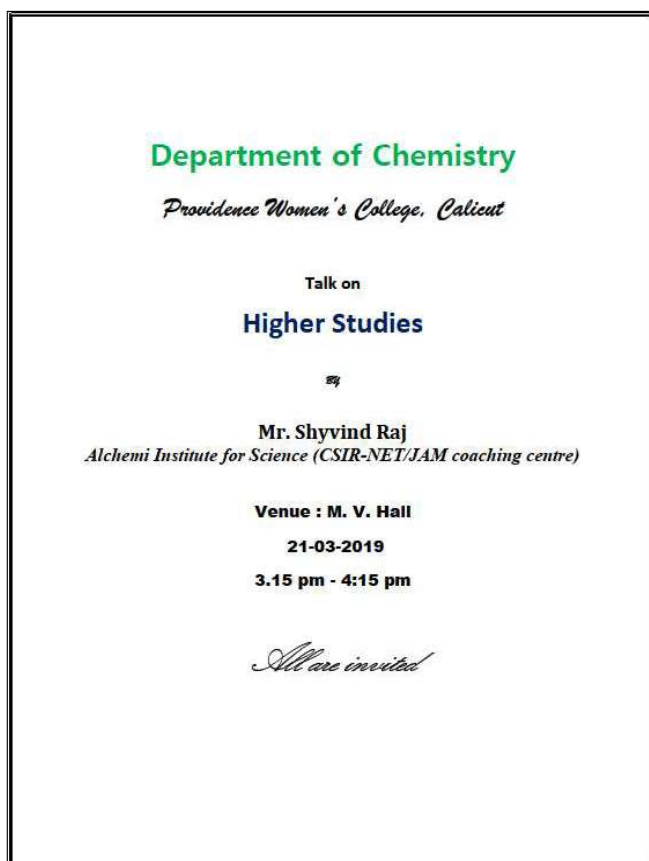 Department of Chemistry
Providence Women's College, Calicut
Talk on
Higher Studies
BY
Mr. Shyvind Raj
Alchemi Institute for Science (CSIR-NET/JAM coaching centre)
Venue : M. V. Hall
21-03-2019
3.15 pm - 4:15 pm
All are invited